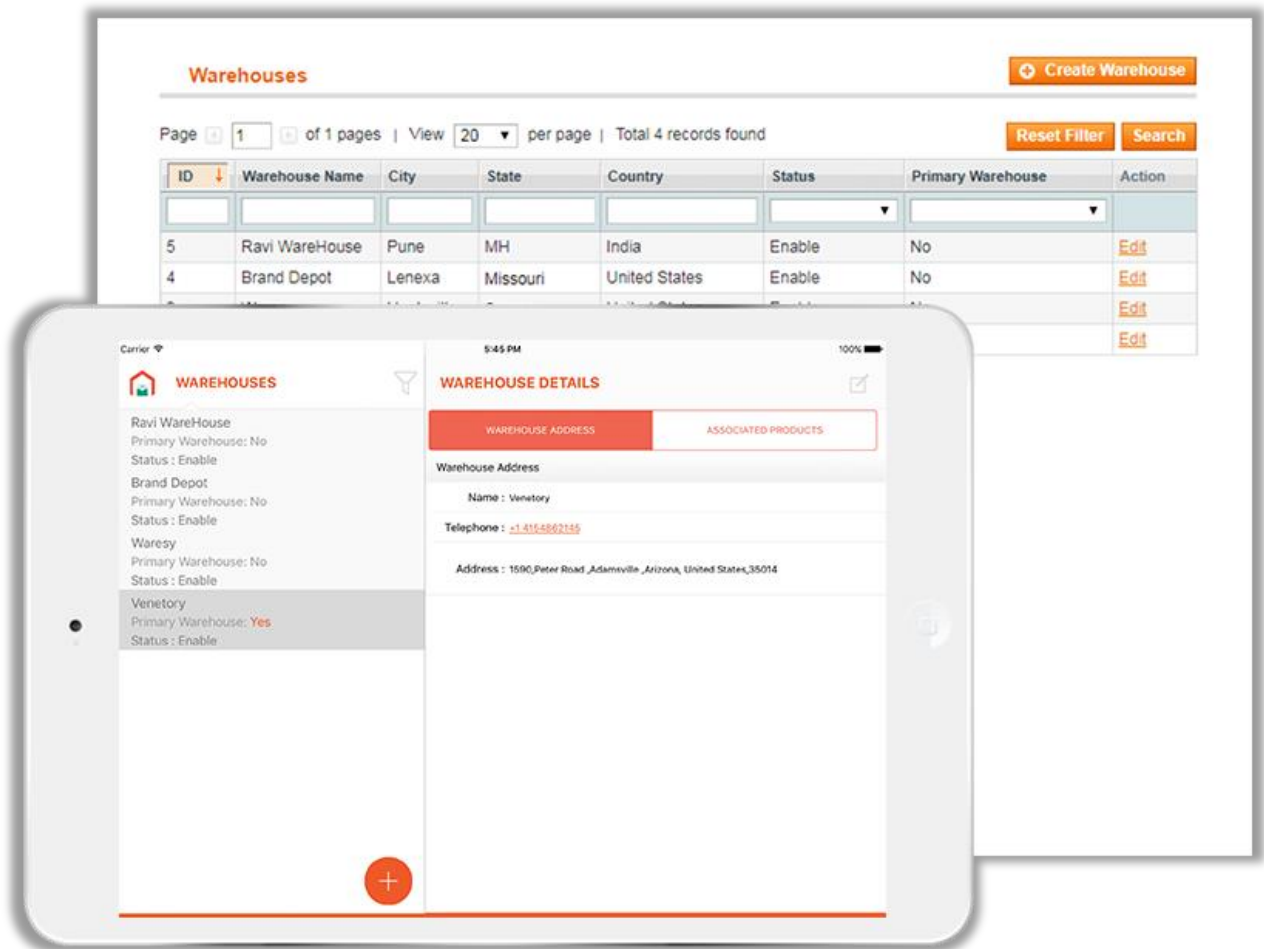 Warehouses
Create Warehouse
Page 1 of 1 pages | View 20 per page | Total 4 records found
Reset Filter Search
ID Warehouse Name City State Country Status Primary Warehouse Action
5 Ravi WareHouse Pune MH India Enable No Edit
4 Brand Depot Lenexa Missouri United States Enable No Edit
Edit
Edit
Carrier 5:45 PM 100%
WAREHOUSES
Ravi WareHouse
Primary Warehouse: No
Status : Enable
Brand Depot
Primary Warehouse: No
Status : Enable
Waresy
Primary Warehouse: No
Status : Enable
Venetory
Primary Warehouse: Yes
Status : Enable
WAREHOUSE DETAILS
WAREHOUSE ADDRESS ASSOCIATED PRODUCTS
Warehouse Address
Name : Venetory
Telephone : +1 4154862145
Address : 1590,Peter Road ,Adamsville ,Arizona, United States,35014